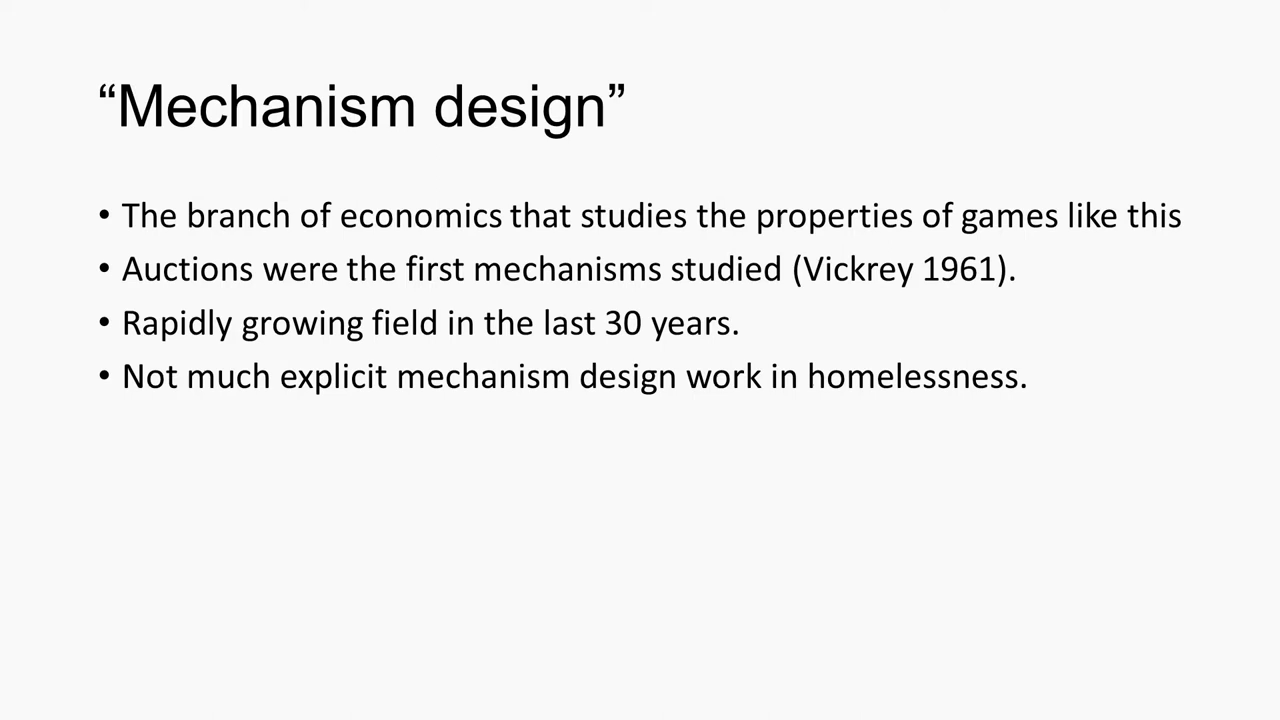 “Mechanism design”
• The branch of economics that studies the properties of games like this
• Auctions were the first mechanisms studied (Vickrey 1961).
• Rapidly growing field in the last 30 years.
• Not much explicit mechanism design work in homelessness.